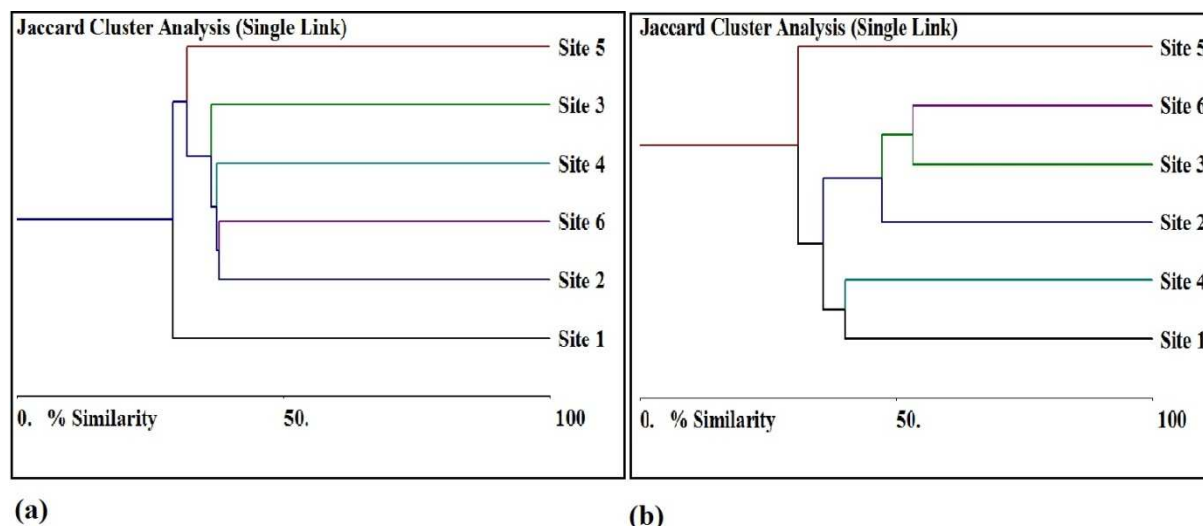 Jaccard Cluster Analysis (Single Link)
Site 5
Site 3
Site 4
Site 6
Site 2
Site 1
0. % Similarity 50. 100
(a)
Jaccard Cluster Analysis (Single Link)
Site 5
Site 6
Site 3
Site 2
Site 4
Site 1
0. % Similarity 50. 100
(b)